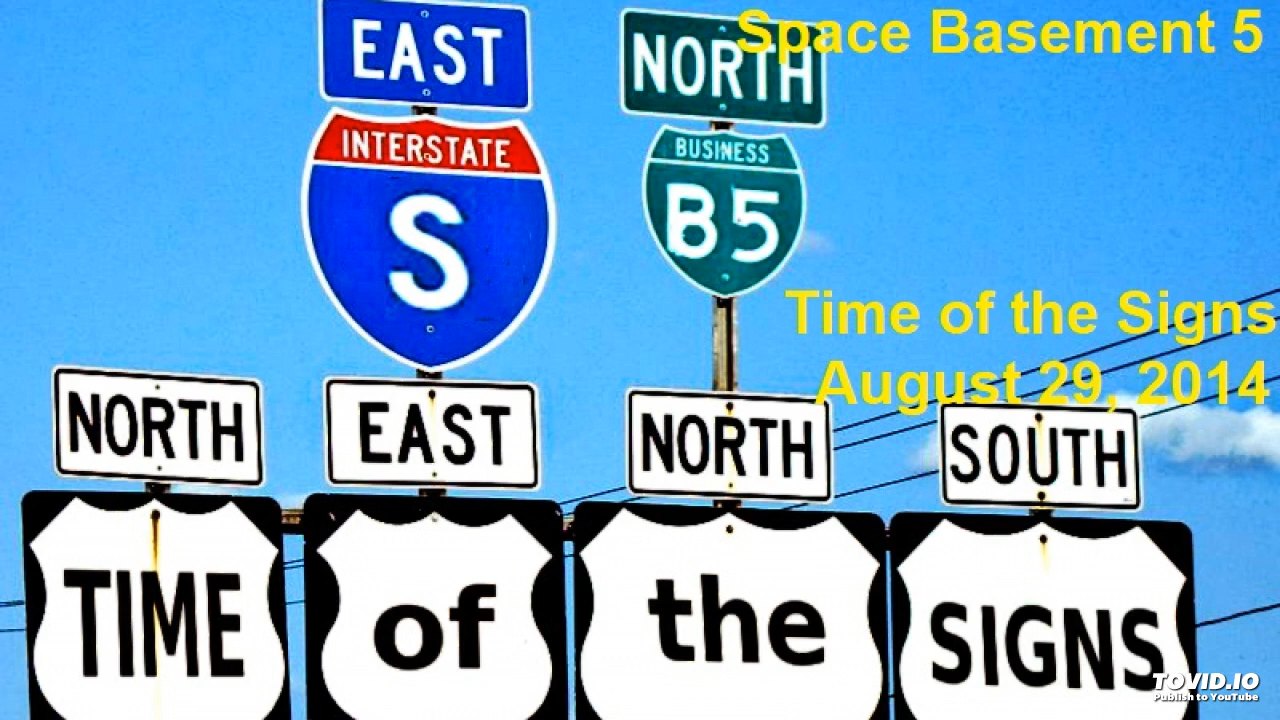 Space Basement 5
EAST
NORTH
INTERSTATE
S
BUSINESS
B5
Time of the Signs
August 29, 2014
NORTH
EAST
NORTH
SOUTH
TIME
of
the
SIGNS
TOVID.IO
Publish to YouTube